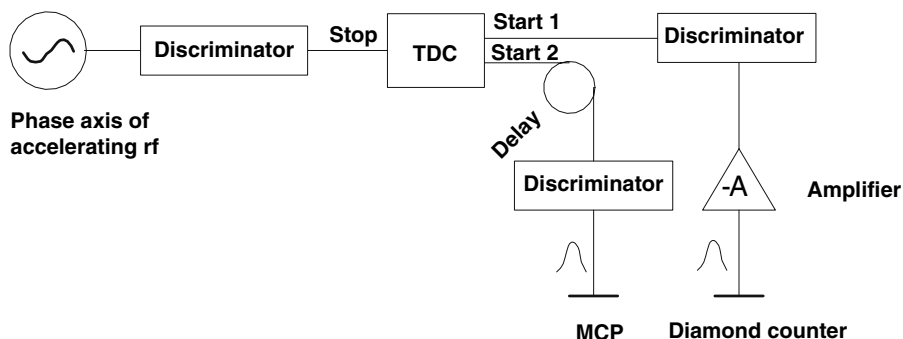 Discriminator
Stop
TDC
Start 1
Start 2
Discriminator
Phase axis of
accelerating rf
Delay
Discriminator
-A
Amplifier
MCP
Diamond counter